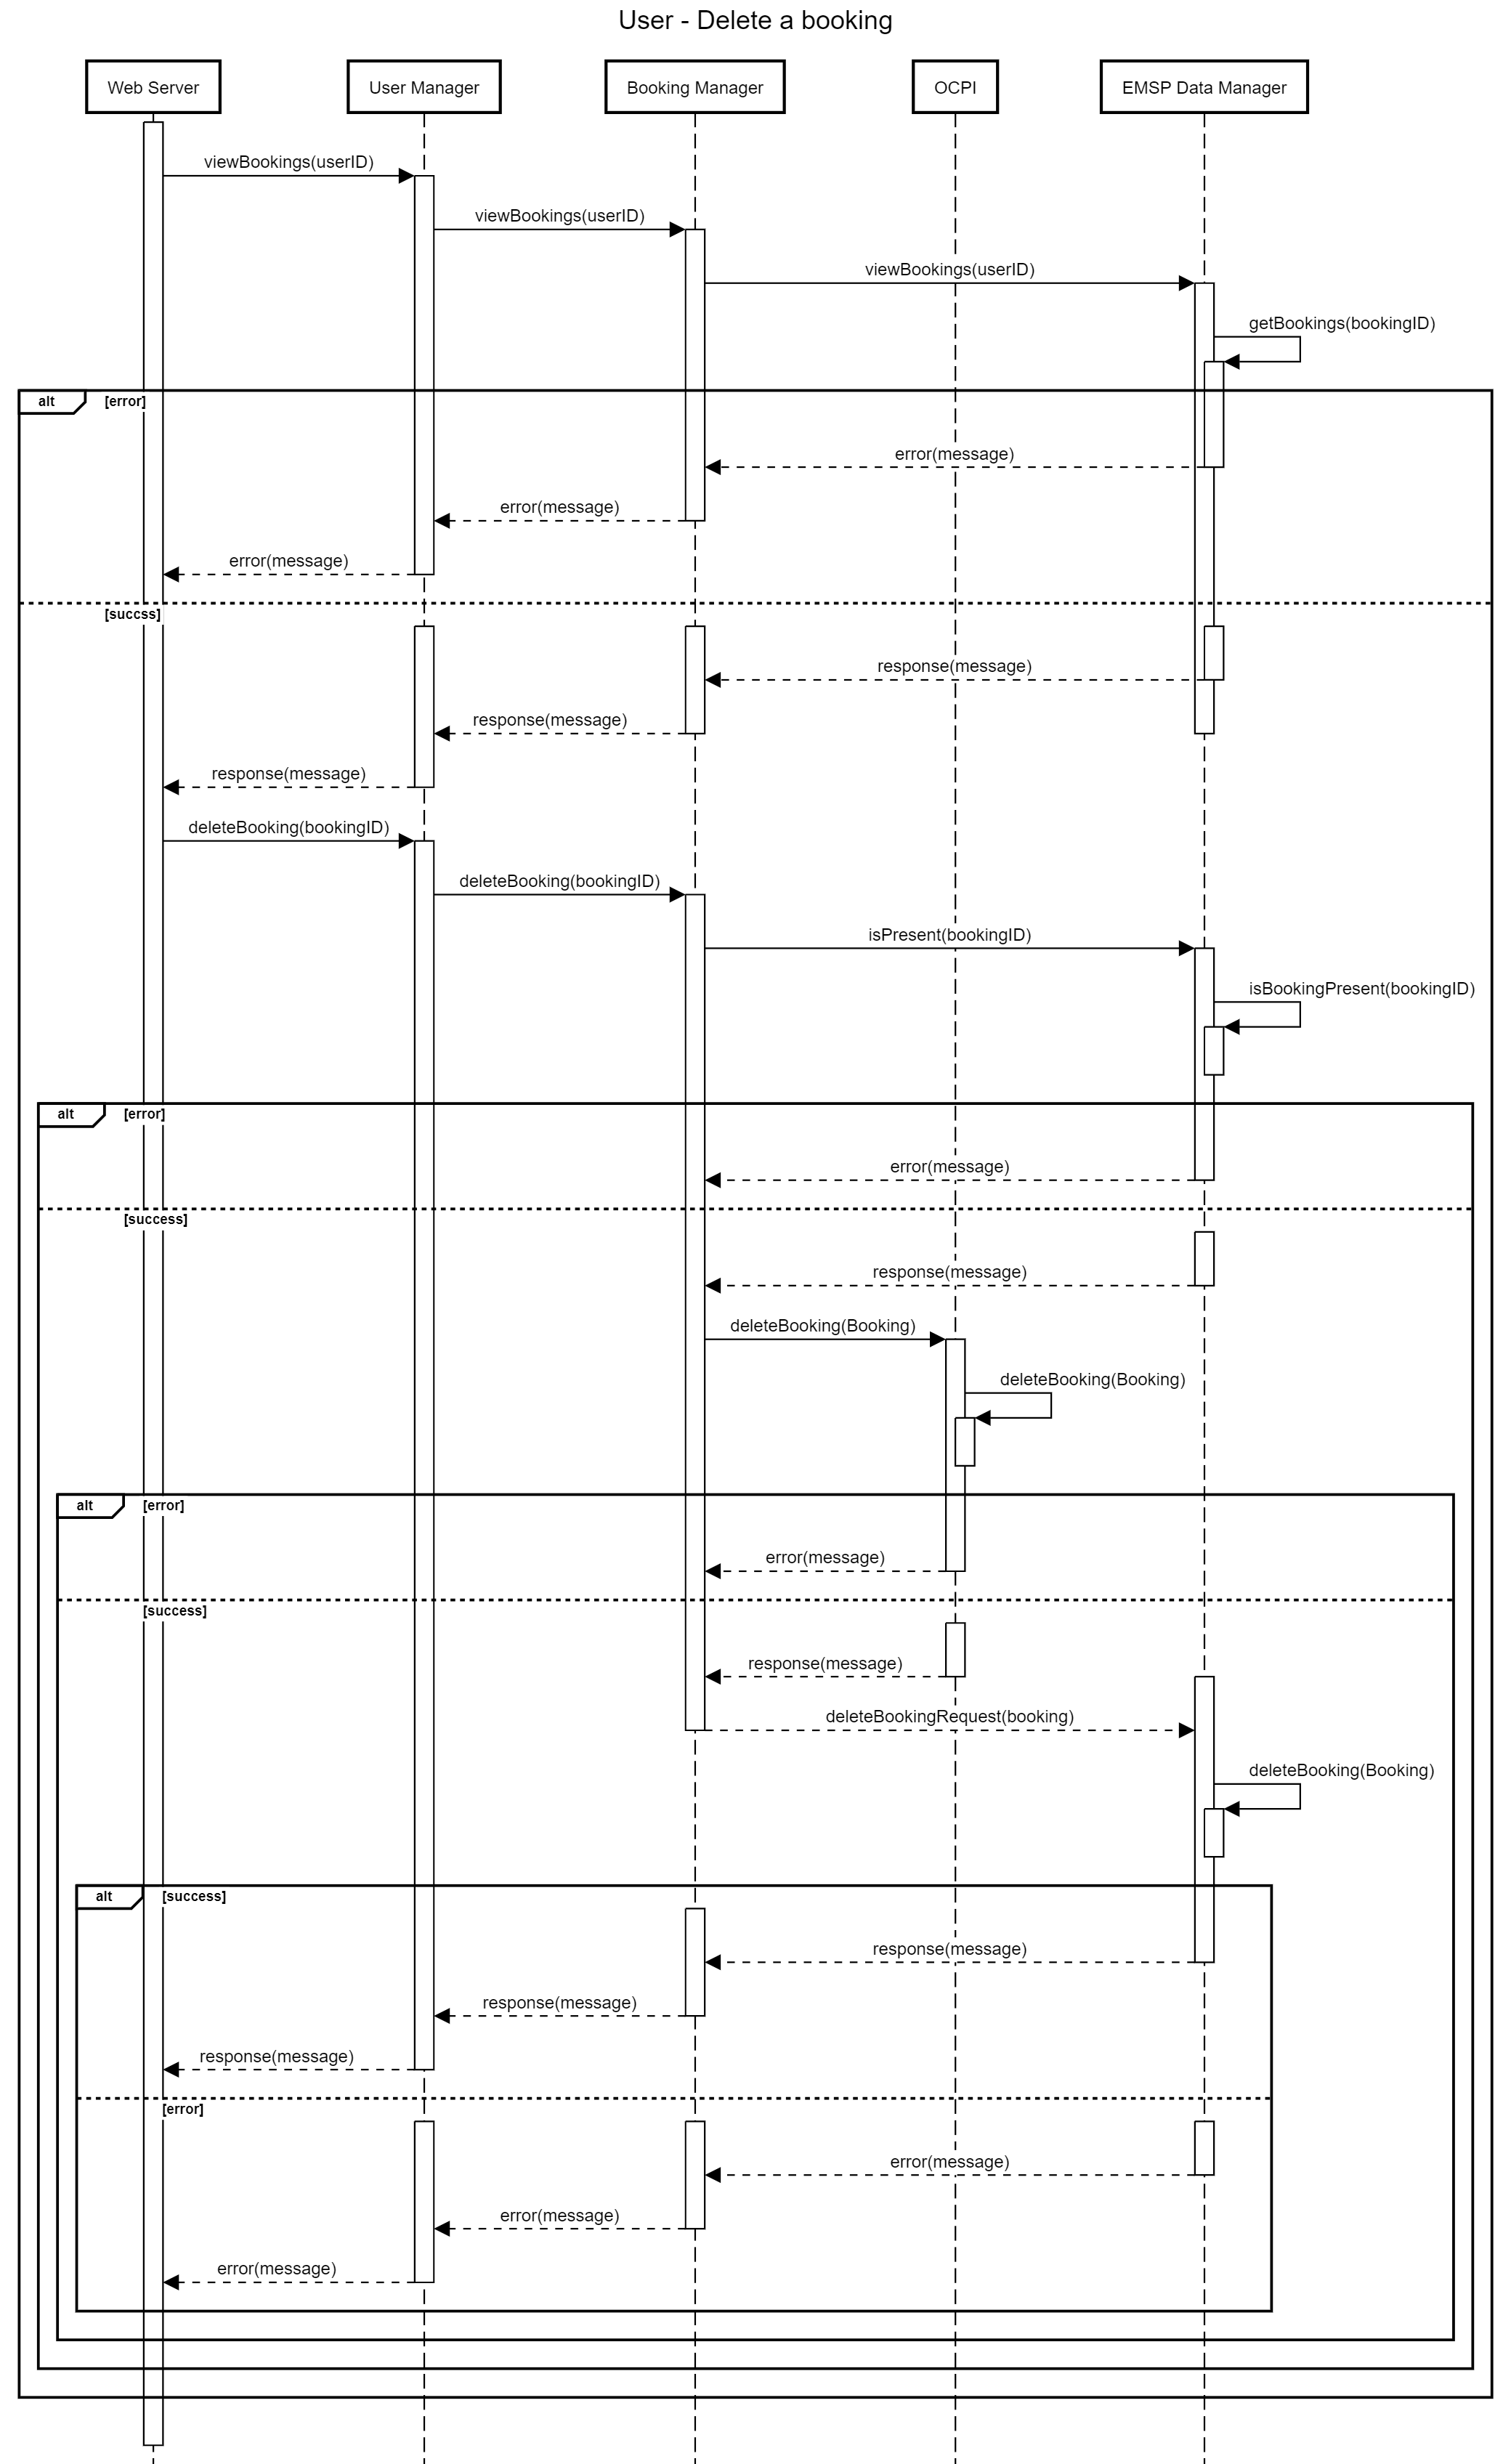 User - Delete a booking
Web Server
User Manager
Booking Manager
OCPI
EMSP Data Manager
viewBookings(userID)
viewBookings(userID)
viewBookings(userID)
getBookings(bookingID)
alt
[error]
error(message)
error(message)
error(message)
[succss]
response(message)
response(message)
response(message)
deleteBooking(bookingID)
deleteBooking(bookingID)
isPresent(bookingID)
isBookingPresent(bookingID)
alt
[error]
error(message)
[success]
response(message)
deleteBooking(Booking)
deleteBooking(Booking)
alt
[error]
error(message)
[success]
response(message)
deleteBookingRequest(booking)
deleteBooking(Booking)
alt
[success]
response(message)
response(message)
response(message)
[error]
error(message)
error(message)
error(message)